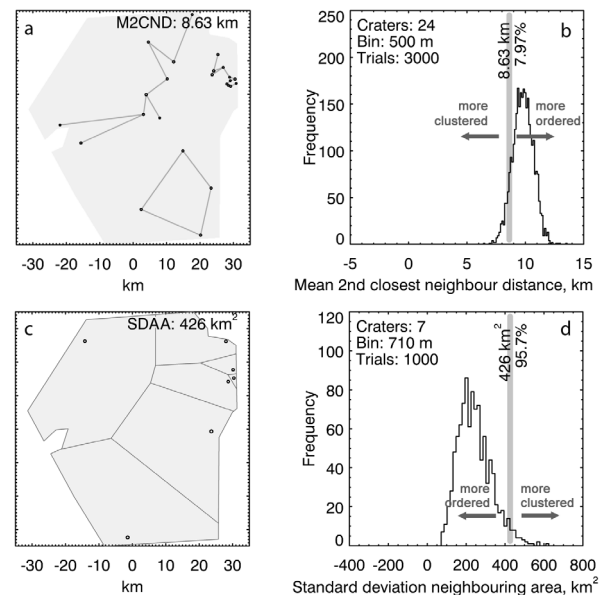 a
M2CND: 8.63 km
-30 -20 -10 0 10 20 30
km
b
Craters: 24
Bin: 500 m
Trials: 3000
8.63 km
7.97%
more
clustered
more
ordered
Frequency
250
200
150
100
50
0
-5 0 5 10 15
Mean 2nd closest neighbour distance, km
c
SDAA: 426 km²
-30 -20 -10 0 10 20 30
km
d
Craters: 7
Bin: 710 m
Trials: 1000
426 km²
95.7%
more
ordered
more
clustered
Frequency
120
100
80
60
40
20
0
-400 -200 0 200 400 600 800
Standard deviation neighbouring area, km²